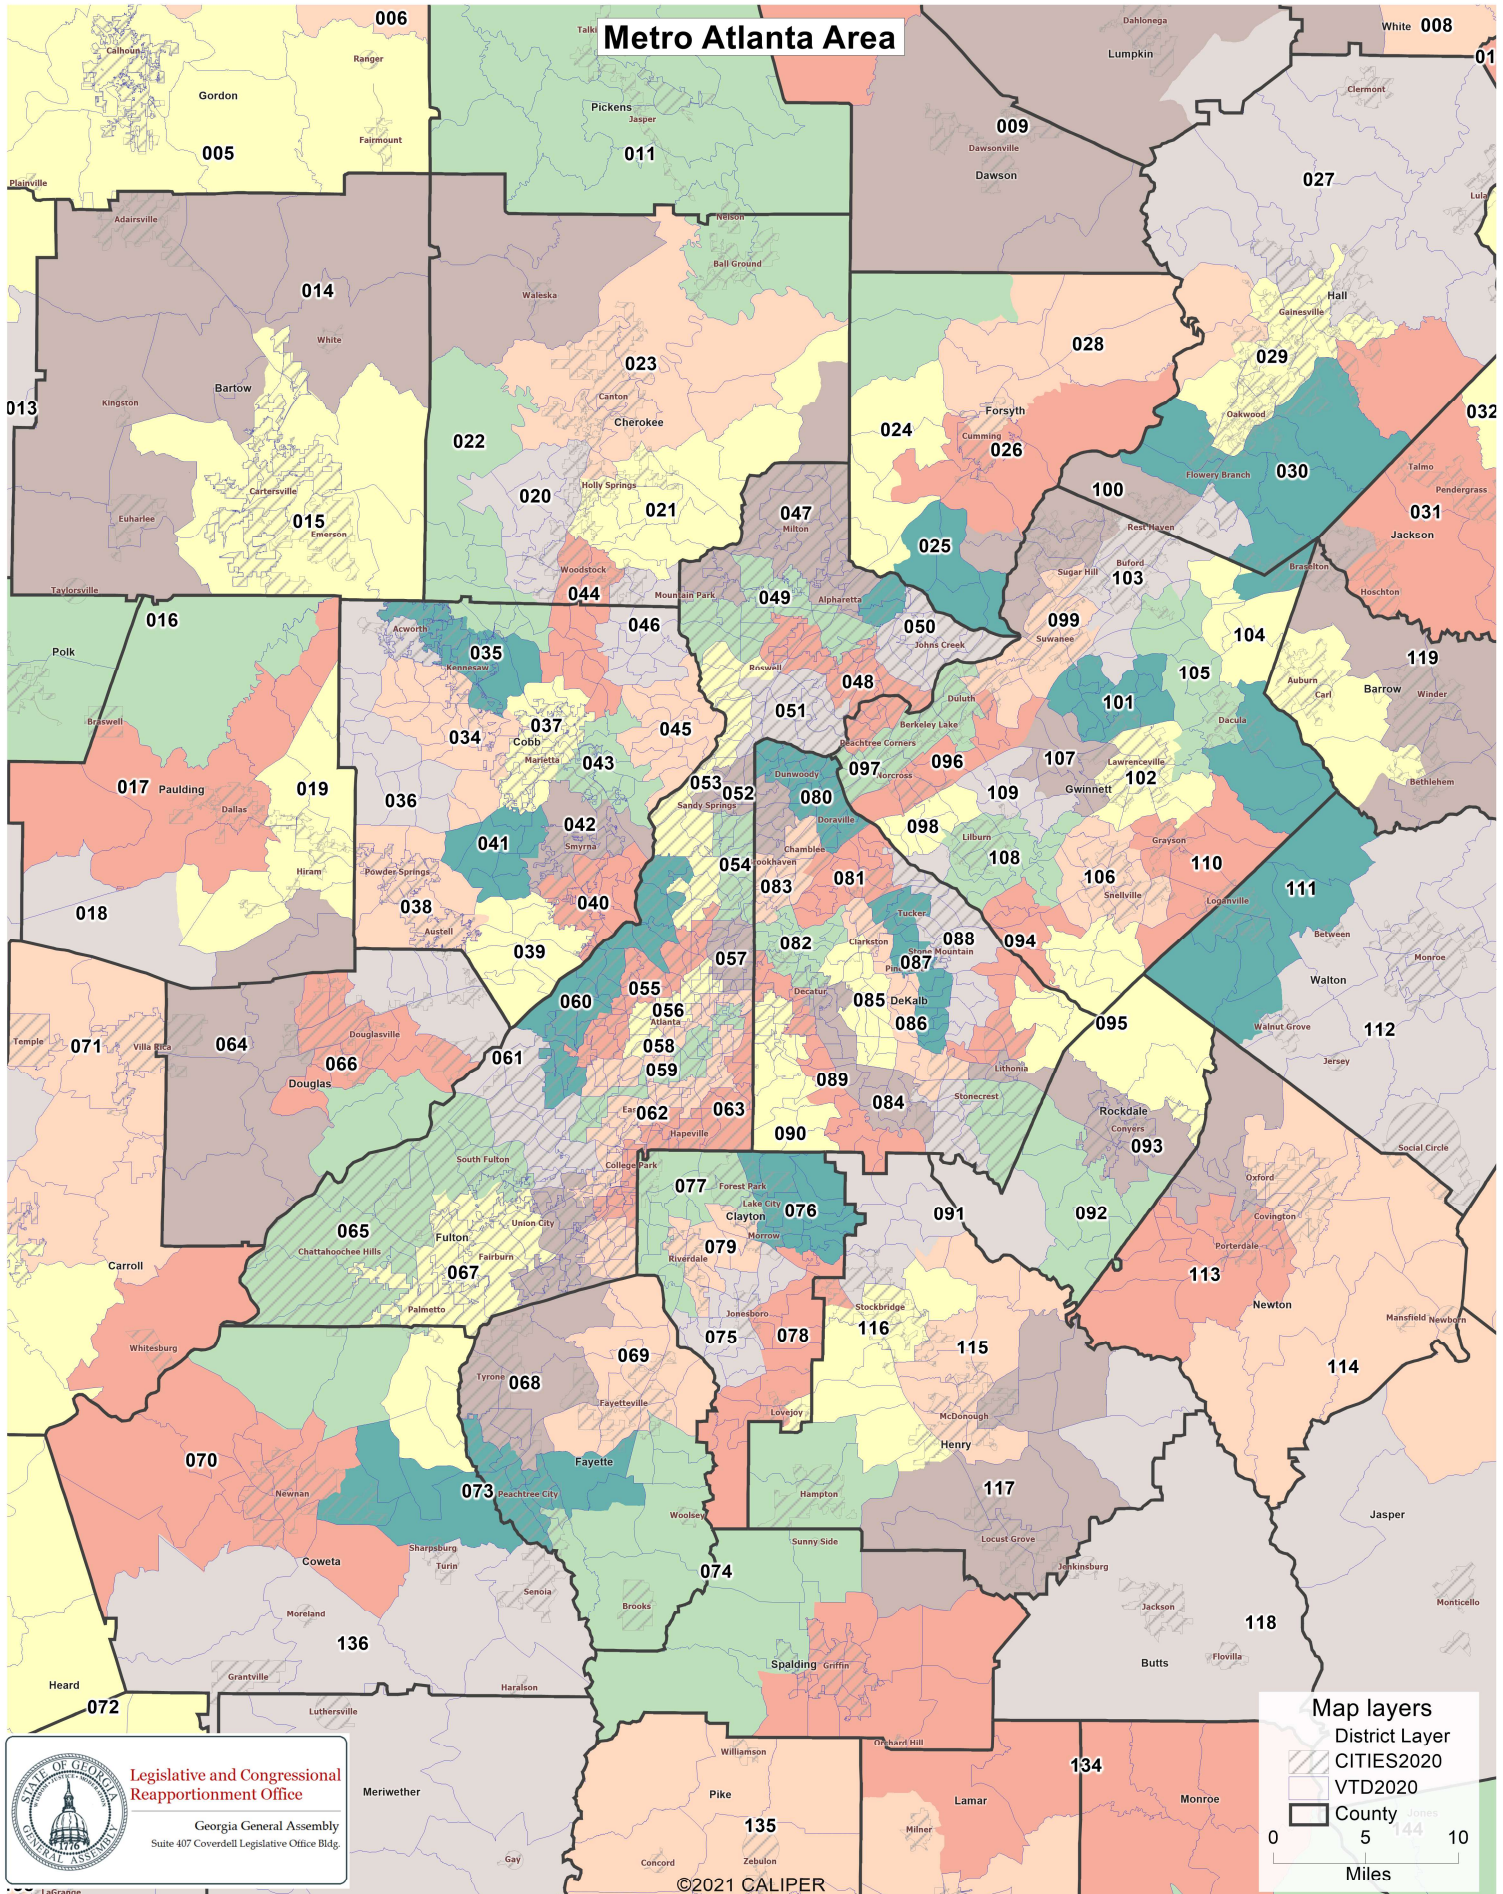 Metro Atlanta Area
006
White 008
01
Calhoun
Ranger
Talki
Dahlonega
Lumpkin
Clermont
Gordon
Pickens
Jasper
009
Fairmount
005
011
Dawsonville
Dawson
027
Plainville
Lula
Adairsville
Nelson
Ball Ground
014
Waleska
Hall
Gainesville
White
028
029
023
Bartow
Canton
Cherokee
Kingston
013
Forsyth
032
Oakwood
022
024
Cumming
026
Talmo
Flowery Branch
030
Pendergrass
Holly Springs
020
Cartersville
100
021
047
Milton
031
Euharlee
015
Emerson
Rest Haven
Jackson
025
Woodstock
Sugar Hill
Buford
103
Braselton
Taylorsville
044
Mountain Park
049
Alpharetta
Hoschton
016
046
050
099
Suwanee
104
Acworth
Johns Creek
Polk
035
119
Kennesaw
Roswell
048
105
Auburn
Carl
Barrow
Winder
051
Duluth
101
Braswell
037
045
Berkeley Lake
Dacula
034
Cobb
Peachtree Corners
Marietta
043
097
Norcross
096
107
Lawrenceville
102
Bethlehem
017
Paulding
019
053
052
Dunwoody
080
Gwinnett
109
036
Dallas
Sandy Springs
Doraville
042
098
041
Smyrna
Lilburn
Grayson
Chamblee
108
054
ookhaven
110
Hiram
Powder Springs
083
081
106
Snellville
111
018
038
040
Loganville
Austell
Tucker
Between
Clarkston
088
094
082
039
Stone Mountain
Monroe
057
087
Pin
Walton
055
Decatur
060
085
DeKalb
056
Atlanta
086
095
Walnut Grove
112
Temple
071
Villa Rica
064
Douglasville
066
061
058
Jersey
Douglas
059
Lithonia
089
Stonecrest
Eas
062
063
084
Rockdale
Conyers
090
Hapeville
093
Social Circle
South Fulton
College Park
Oxford
077
Forest Park
Lake City
Clayton
076
091
092
065
Union City
Covington
Fulton
Morrow
Chattahoochee Hills
079
Porterdale
Carroll
Fairburn
Riverdale
067
113
Palmetto
Jonesboro
Stockbridge
Newton
Mansfield
Newborn
075
078
116
Whitesburg
115
069
114
Tyrone
068
Fayetteville
Lovejoy
McDonough
Henry
070
Fayette
073
Peachtree City
Newnan
Hampton
117
Woolsey
Jasper
Sharpsburg
Sunny Side
Locust Grove
Coweta
Turin
074
Jenkinsburg
Senoia
Brooks
Jackson
Monticello
Moreland
118
136
Flovilla
Spalding
Griffin
Butts
Grantville
Heard
Haralson
072
Luthersville
Orchard Hill
Williamson
134
Meriwether
Pike
Lamar
Monroe
135
Milner
Gay
Concord
Zebulon
LaGrange
Map layers
District Layer
CITIES2020
VTD2020
County
Jones
144
0 5 10
Miles
STATE OF GEORGIA
GENERAL ASSEMBLY
1776
Legislative and Congressional
Reapportionment Office
Georgia General Assembly
Suite 407 Coverdell Legislative Office Bldg.
©2021 CALIPER